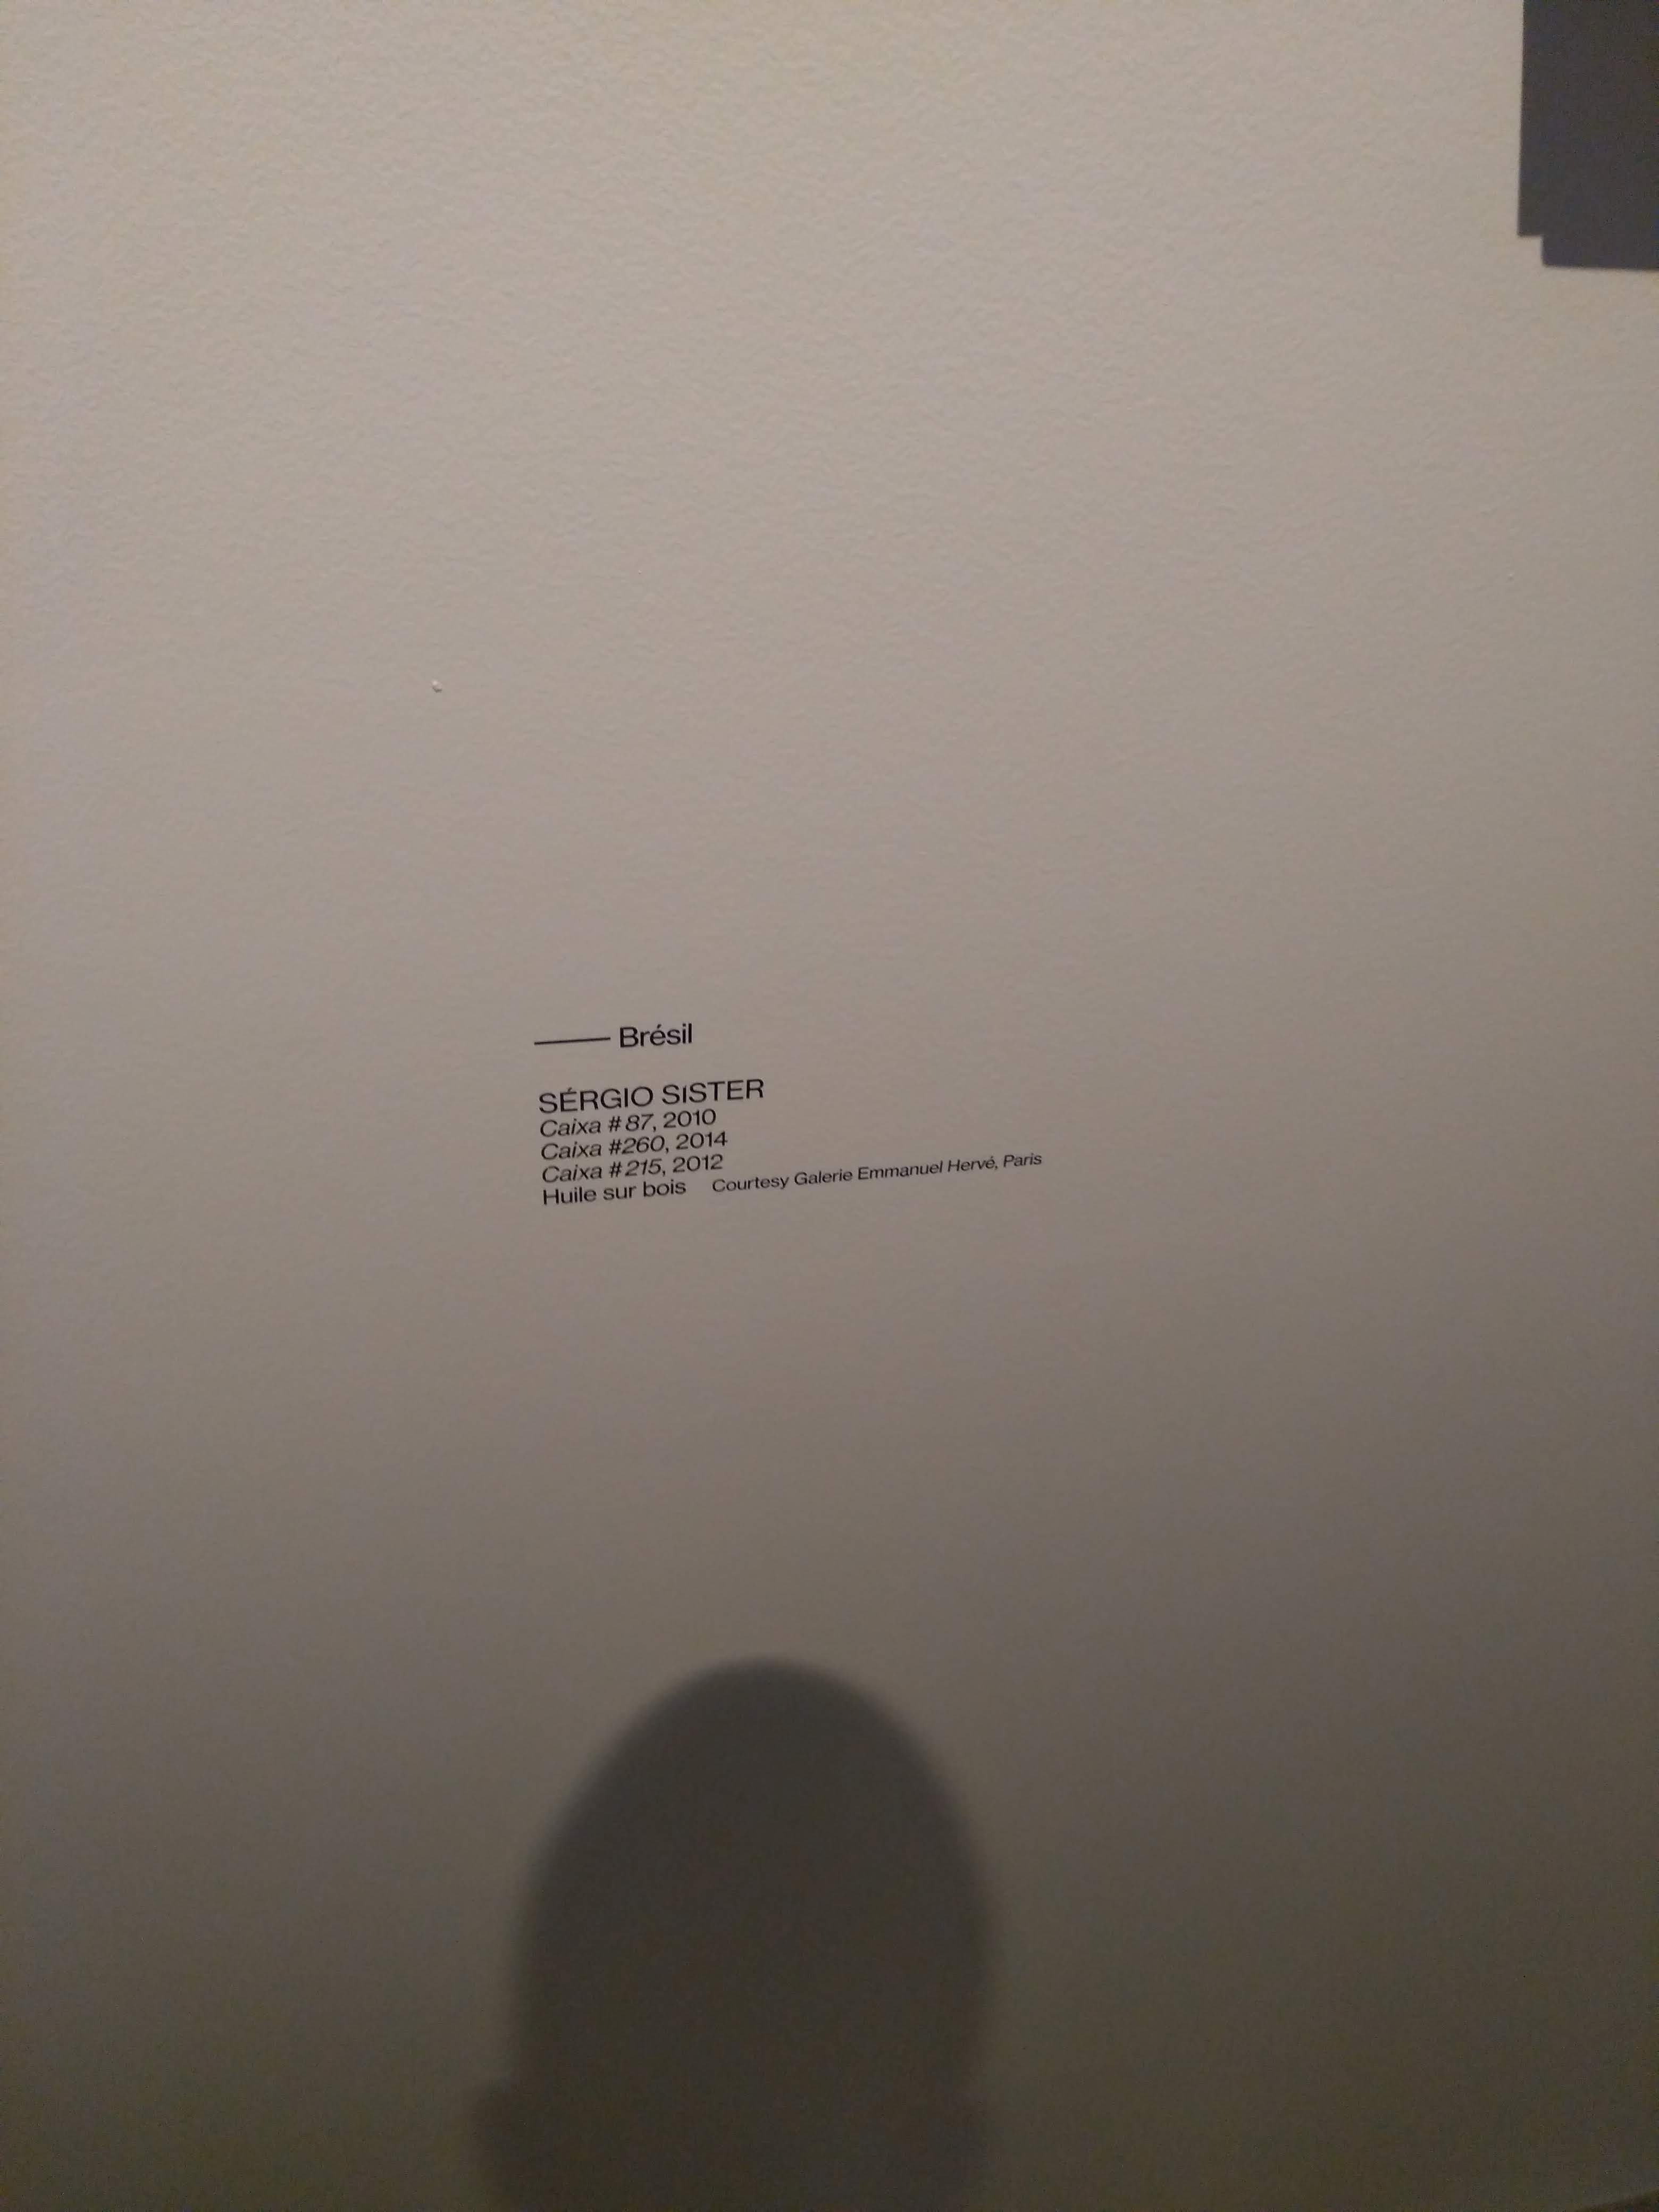 —— Brésil
SÉRGIO SISTER
Caixa #87, 2010
Caixa #260, 2014
Caixa #215, 2012
Huile sur bois Courtesy Galerie Emmanuel Hervé, Paris